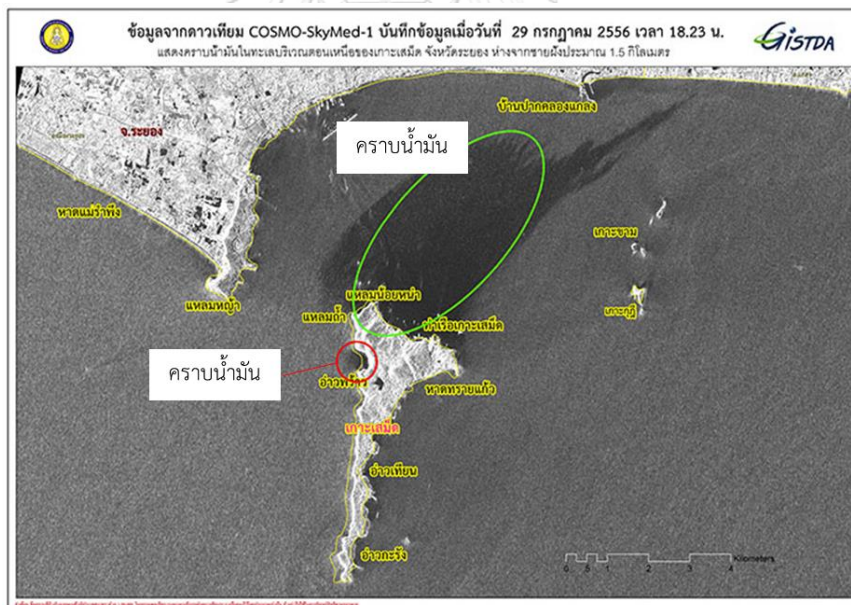 ข้อมูลจากดาวเทียม COSMO-SkyMed-1 บันทึกข้อมูลเมื่อวันที่ 29 กรกฎาคม 2556 เวลา 18.23 น.
แสดงคราบน้ำมันในทะเลบริเวณตอนเหนือของเกาะเสม็ด จังหวัดระยอง ห่างจากชายฝั่งประมาณ 1.5 กิโลเมตร
GISTDA
บ้านปากคลองแกลง
จ.ระยอง
คราบน้ำมัน
หาดแม่รำพึง
เกาะขาม
แหลมหญ้า
แหลมน้อยหน่า
แหลมถ้ำ
ท่าเรือเกาะเสม็ด
เกาะกุฎี
คราบน้ำมัน
อ่าวพร้าว
หาดทรายแก้ว
เกาะเสม็ด
อ่าวเทียน
อ่าวกะรัง
Kilometers
0 .5 1 2 3 4